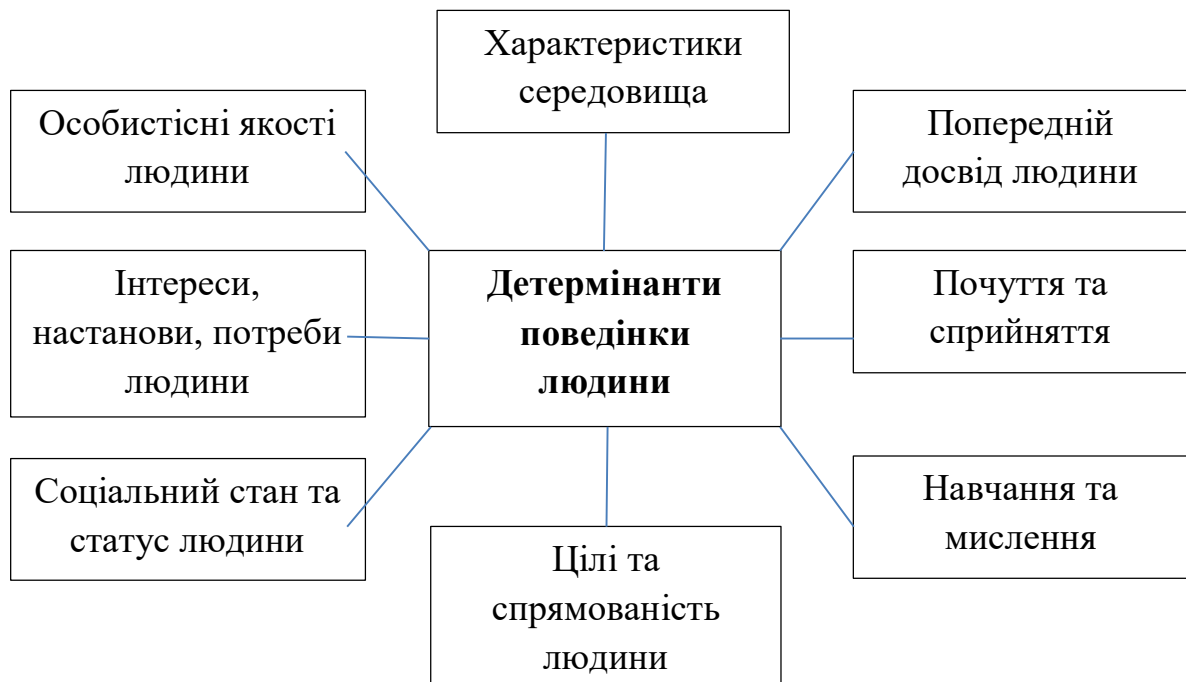 Характеристики
середовища
Особистісні якості
людини
Попередній
досвід людини
Інтереси,
настанови, потреби
людини
Детермінанти
поведінки
людини
Почуття та
сприйняття
Соціальний стан та
статус людини
Цілі та
спрямованість
людини
Навчання та
мислення